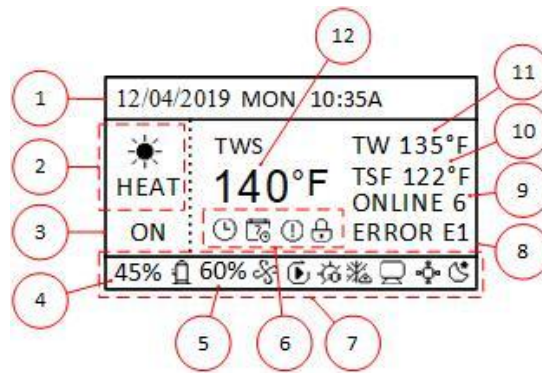 12
11
1
12/04/2019 MON 10:35A
10
2
TWS
TW 135°F
HEAT
140°F
TSF 122°F
9
ONLINE 6
3
ON
ERROR E1
8
45% 60%
4
5
6
7